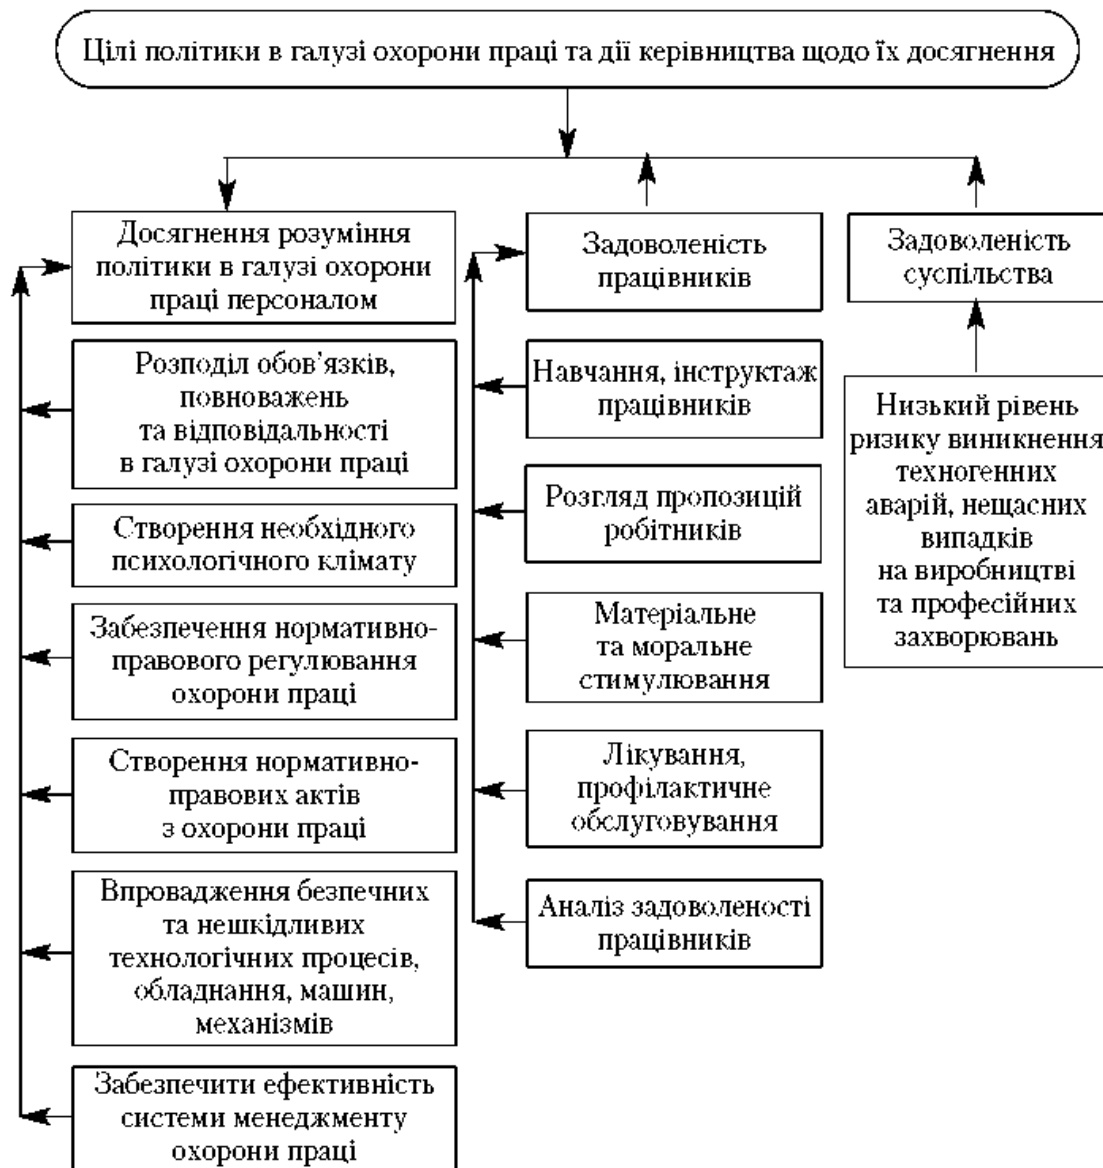 Цілі політики в галузі охорони праці та дії керівництва щодо їх досягнення
Досягнення розуміння
політики в галузі охорони
праці персоналом
Розподіл обов’язків,
повноважень
та відповідальності
в галузі охорони праці
Створення необхідного
психологічного клімату
Забезпечення нормативно-
правового регулювання
охорони праці
Створення нормативно-
правових актів
з охорони праці
Впровадження безпечних
та нешкідливих
технологічних процесів,
обладнання, машин,
механізмів
Забезпечити ефективність
системи менеджменту
охорони праці
Задоволеність
працівників
Навчання, інструктаж
працівників
Розгляд пропозицій
робітників
Матеріальне
та моральне
стимулювання
Лікування,
профілактичне
обслуговування
Аналіз задоволеності
працівників
Задоволеність
суспільства
Низький рівень
ризику виникнення
техногенних
аварій, нещасних
випадків
на виробництві
та професійних
захворювань